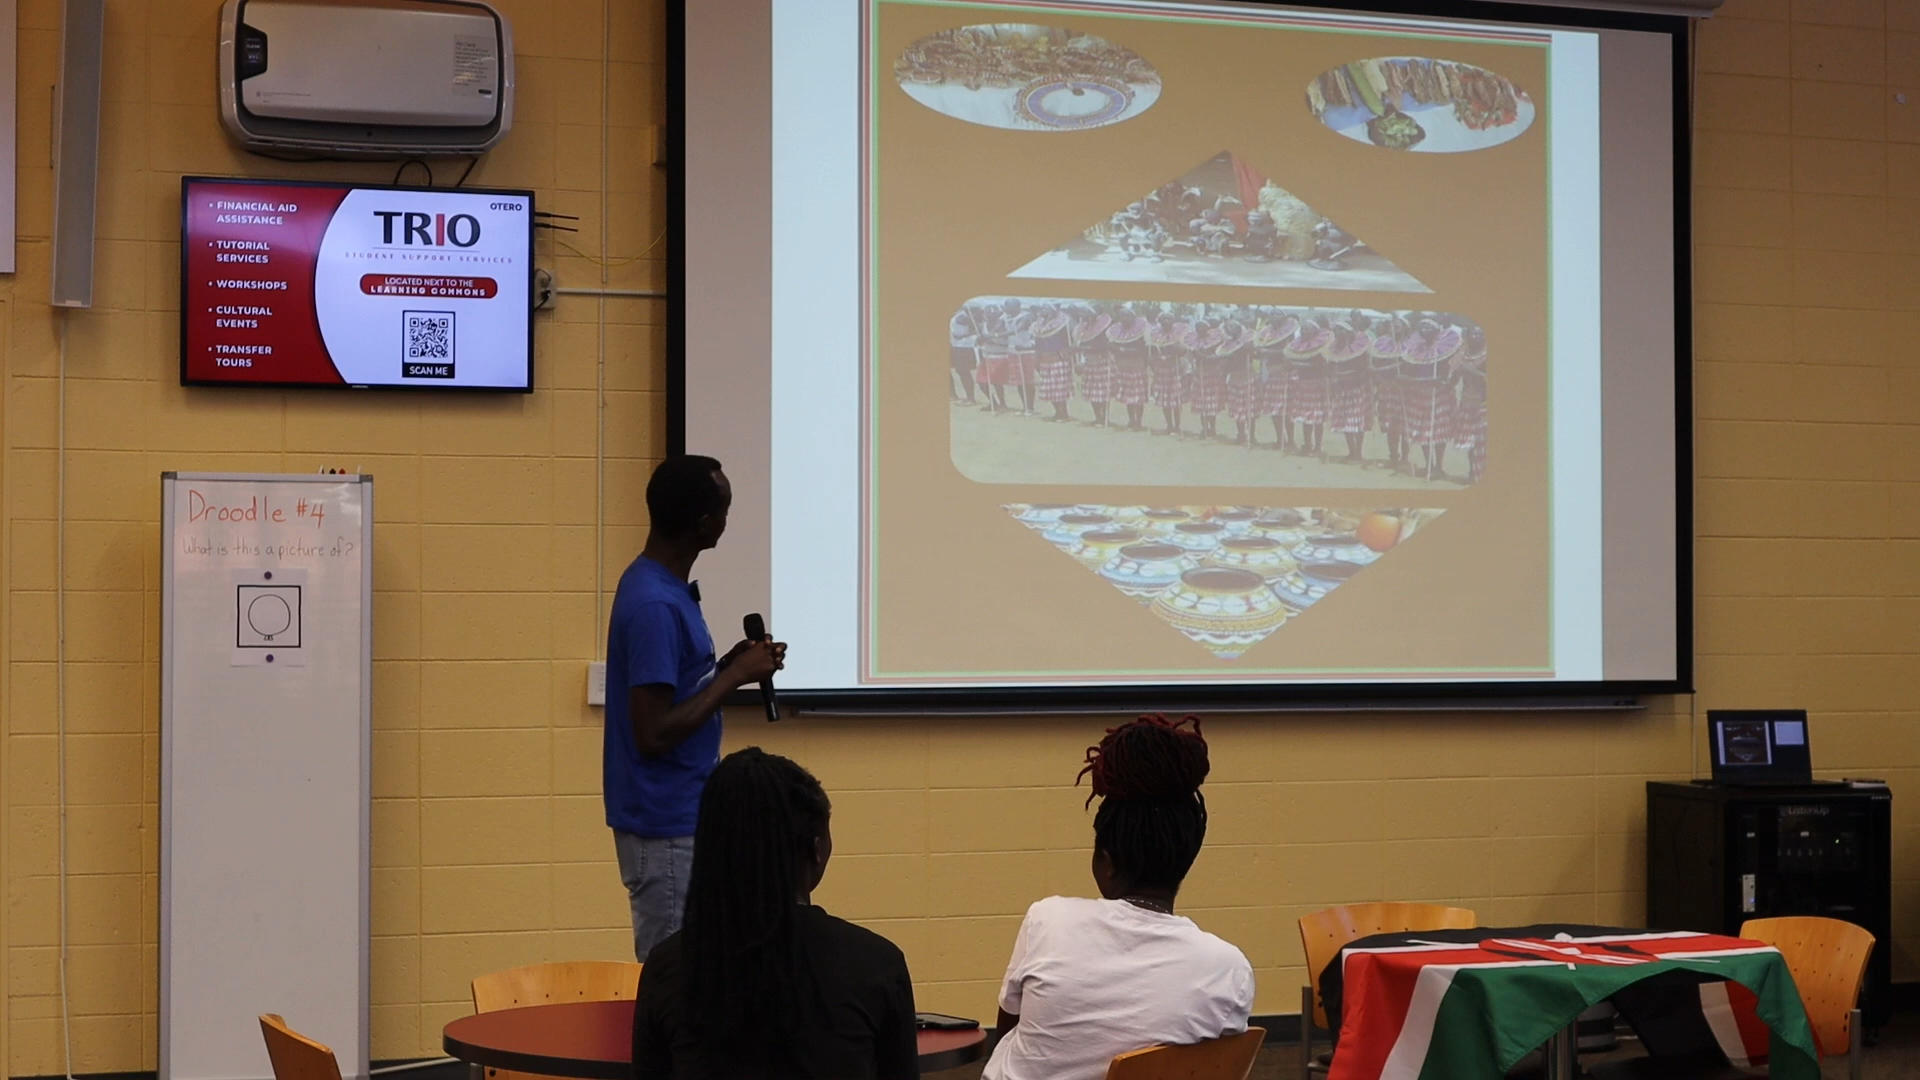 • FINANCIAL AID
ASSISTANCE
• TUTORIAL
SERVICES
• WORKSHOPS
• CULTURAL
EVENTS
• TRANSFER
TOURS
OTERO
TRIO
STUDENT SUPPORT SERVICES
LOCATED NEXT TO THE
LEARNING COMMONS
SCAN ME
Droodle #4
What is this a picture of?
ListenUp